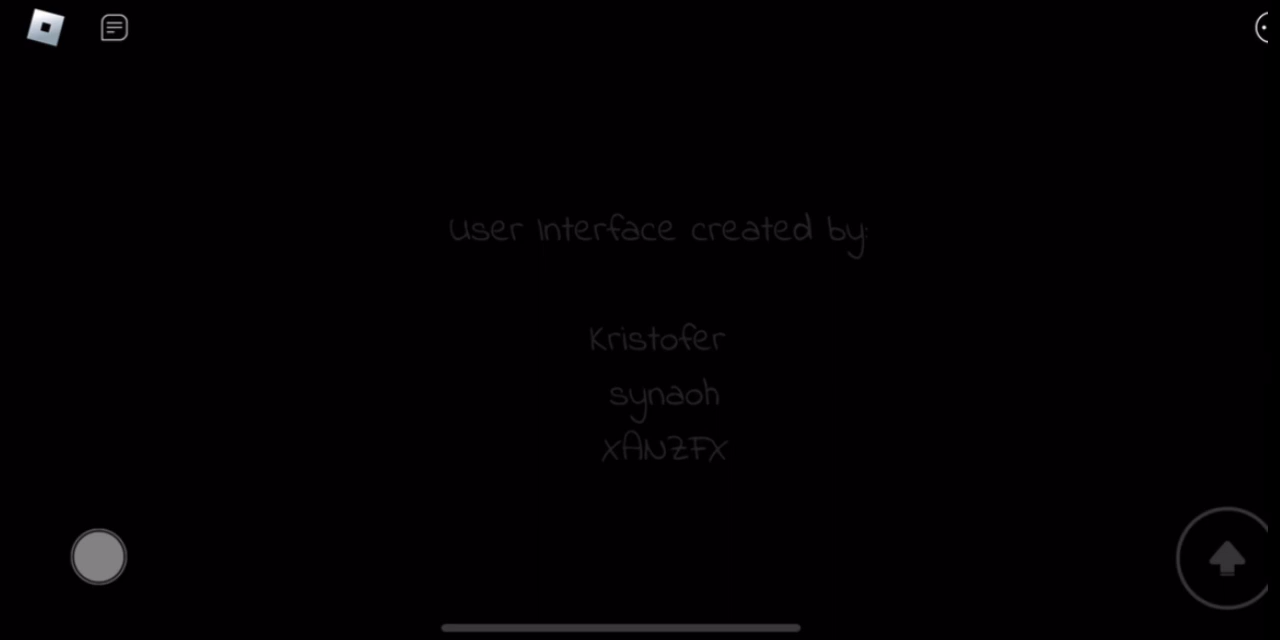 User Interface created by:
Kristofer
synaoh
XANZFX